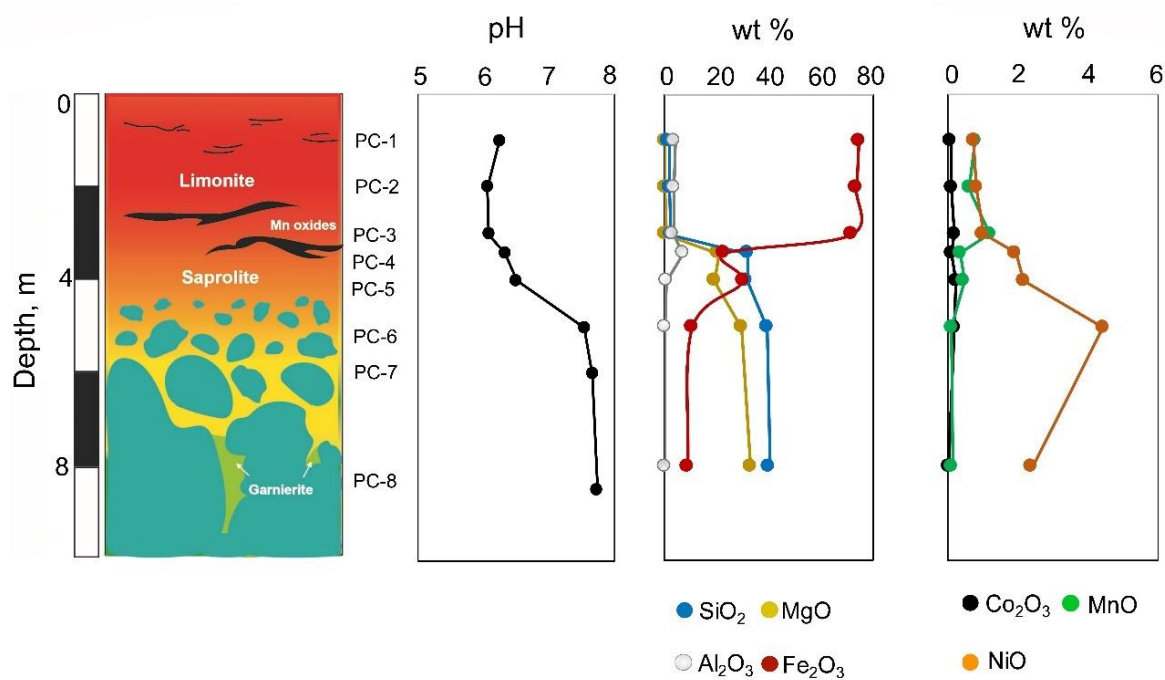 pH
wt %
wt %
5 6 7 8
0 20 40 60 80
0 2 4 6
Depth, m
0
4
8
Limonite
Mn oxides
Saprolite
Garnierite
PC-1
PC-2
PC-3
PC-4
PC-5
PC-6
PC-7
PC-8
SiO₂ MgO
Al₂O₃ Fe₂O₃
Co₂O₃ MnO
NiO